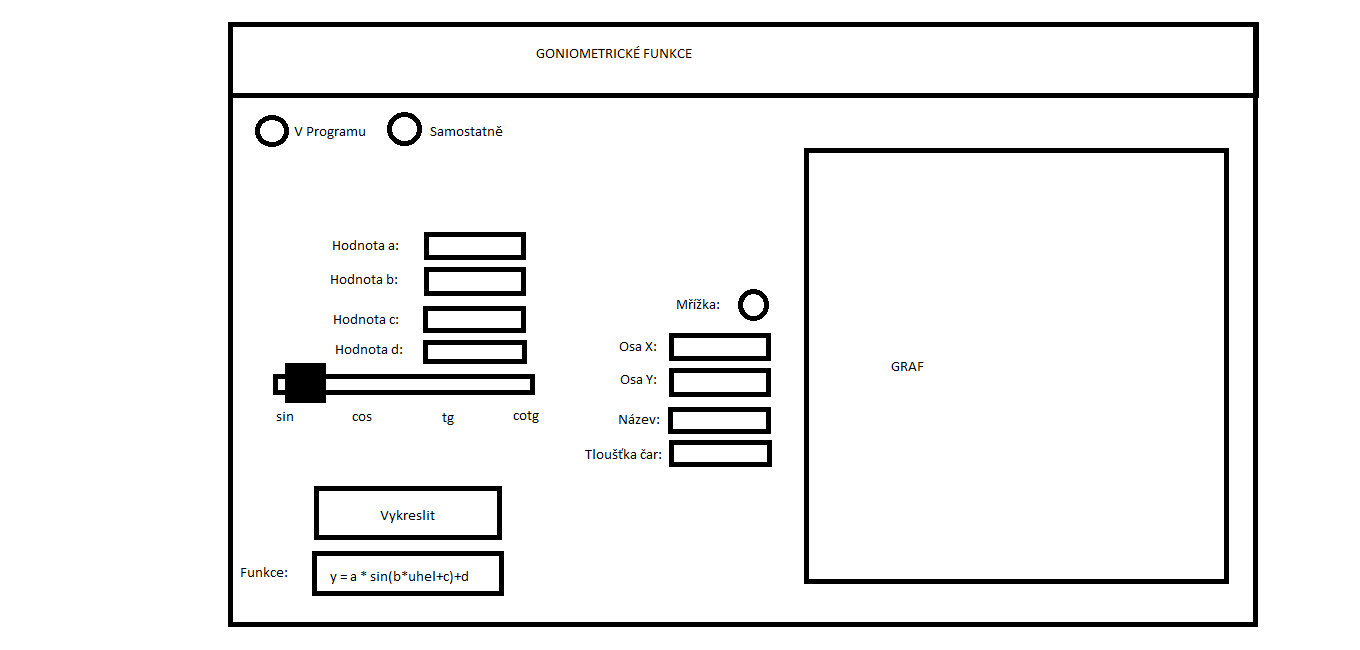 GONIOMETRICKÉ FUNKCE
V Programu
Samostatně
Hodnota a:
Hodnota b:
Hodnota c:
Hodnota d:
sin
cos
tg
cotg
Mřížka:
Osa X:
Osa Y:
Název:
Tloušťka čar:
GRAF
Vykreslit
Funkce:
y = a * sin(b*uhel+c)+d